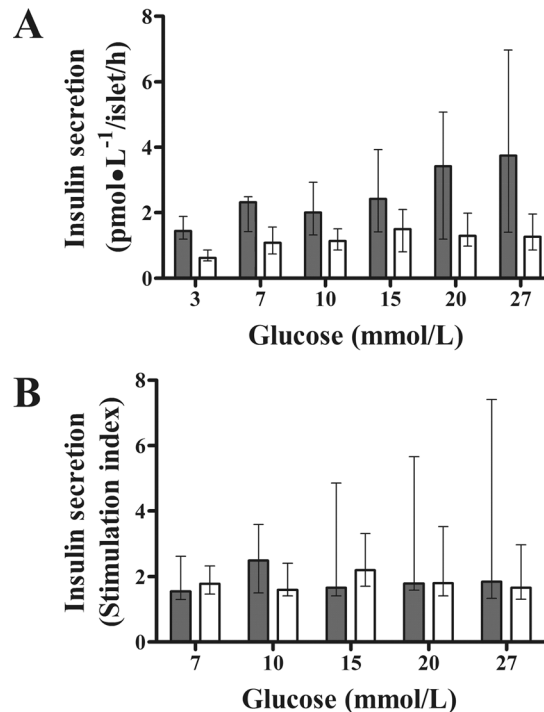 A
Insulin secretion
(pmol●L⁻¹/islet/h)
8
6
4
2
0
3 7 10 15 20 27
Glucose (mmol/L)
B
Insulin secretion
(Stimulation index)
8
6
4
2
0
7 10 15 20 27
Glucose (mmol/L)